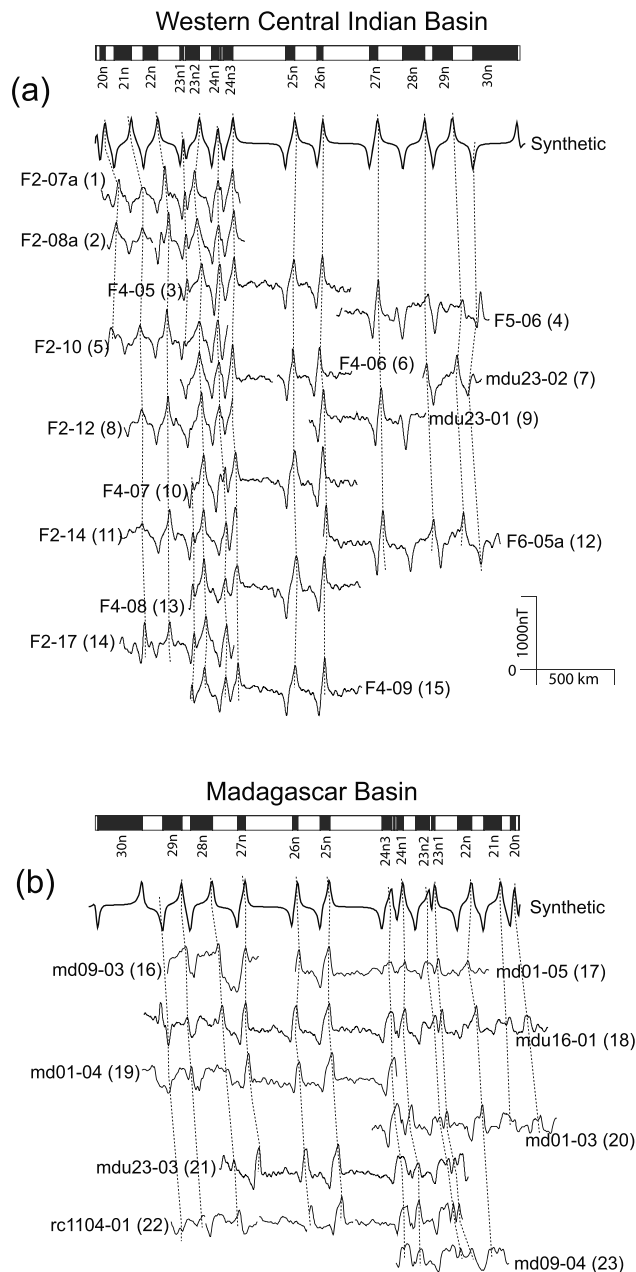 Western Central Indian Basin
20n 21n 22n 23n1 23n2 24n1 24n3 25n 26n 27n 28n 29n 30n
(a)
Synthetic
F2-07a (1)
F2-08a (2)
F4-05 (3)
F5-06 (4)
F2-10 (5)
F4-06 (6)
mdu23-02 (7)
F2-12 (8)
mdu23-01 (9)
F4-07 (10)
F2-14 (11)
F6-05a (12)
F4-08 (13)
F2-17 (14)
F4-09 (15)
1000nT
0
500 km
Madagascar Basin
30n 29n 28n 27n 26n 25n 24n3 24n1 23n2 23n1 22n 21n 20n
(b)
Synthetic
md09-03 (16)
md01-05 (17)
mdu16-01 (18)
md01-04 (19)
md01-03 (20)
mdu23-03 (21)
rc1104-01 (22)
md09-04 (23)